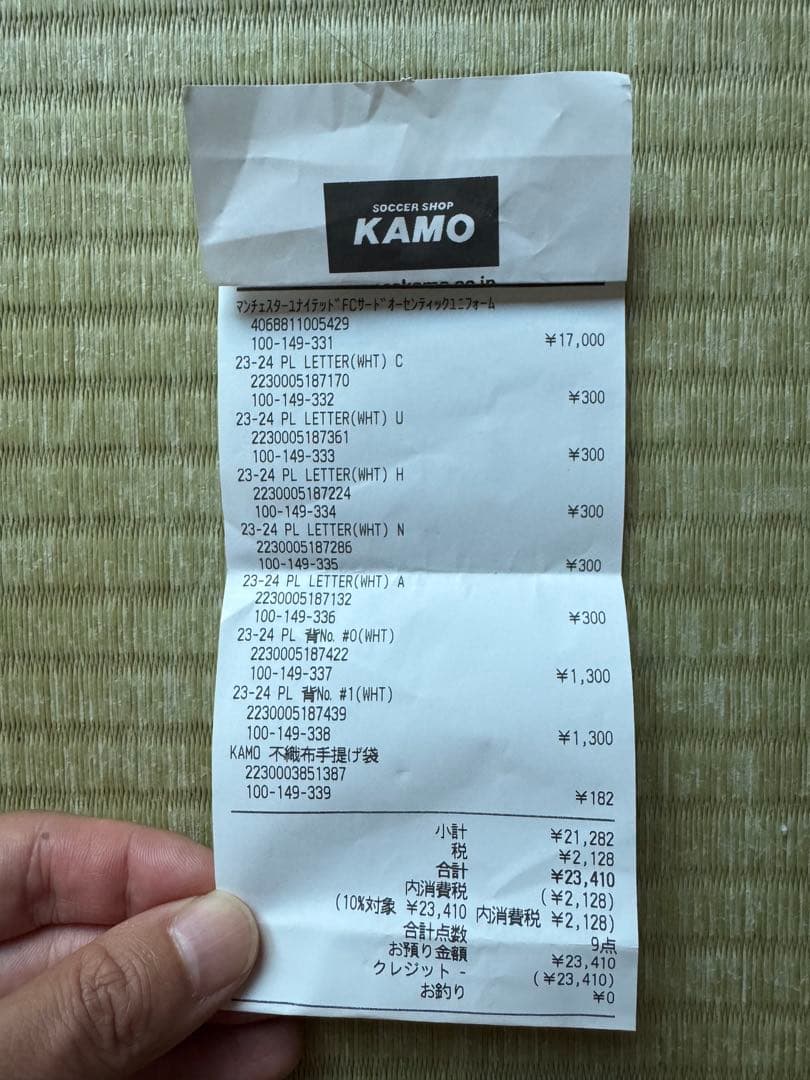 SOCCER SHOP
KAMO
ﾏﾝﾁｪｽﾀｰﾕﾅｲﾃｯﾄﾞFCｻｰﾄﾞｵｰｾﾝﾃｨｯｸﾕﾆﾌｫｰﾑ
4068811005429
100-149-331 ¥17,000
23-24 PL LETTER(WHT) C
2230005187170
100-149-332 ¥300
23-24 PL LETTER(WHT) U
2230005187361
100-149-333 ¥300
23-24 PL LETTER(WHT) H
2230005187224
100-149-334 ¥300
23-24 PL LETTER(WHT) N
2230005187286
100-149-335 ¥300
23-24 PL LETTER(WHT) A
2230005187132
100-149-336 ¥300
23-24 PL 背No. #0(WHT)
2230005187422
100-149-337 ¥1,300
23-24 PL 背No. #1(WHT)
2230005187439
100-149-338 ¥1,300
KAMO 不織布手提げ袋
2230003851387
100-149-339 ¥182
小計 ¥21,282
税 ¥2,128
合計 ¥23,410
内消費税 (¥2,128)
(10%対象 ¥23,410 内消費税 ¥2,128)
合計点数 9点
お預り金額 ¥23,410
クレジット - (¥23,410)
お釣り ¥0